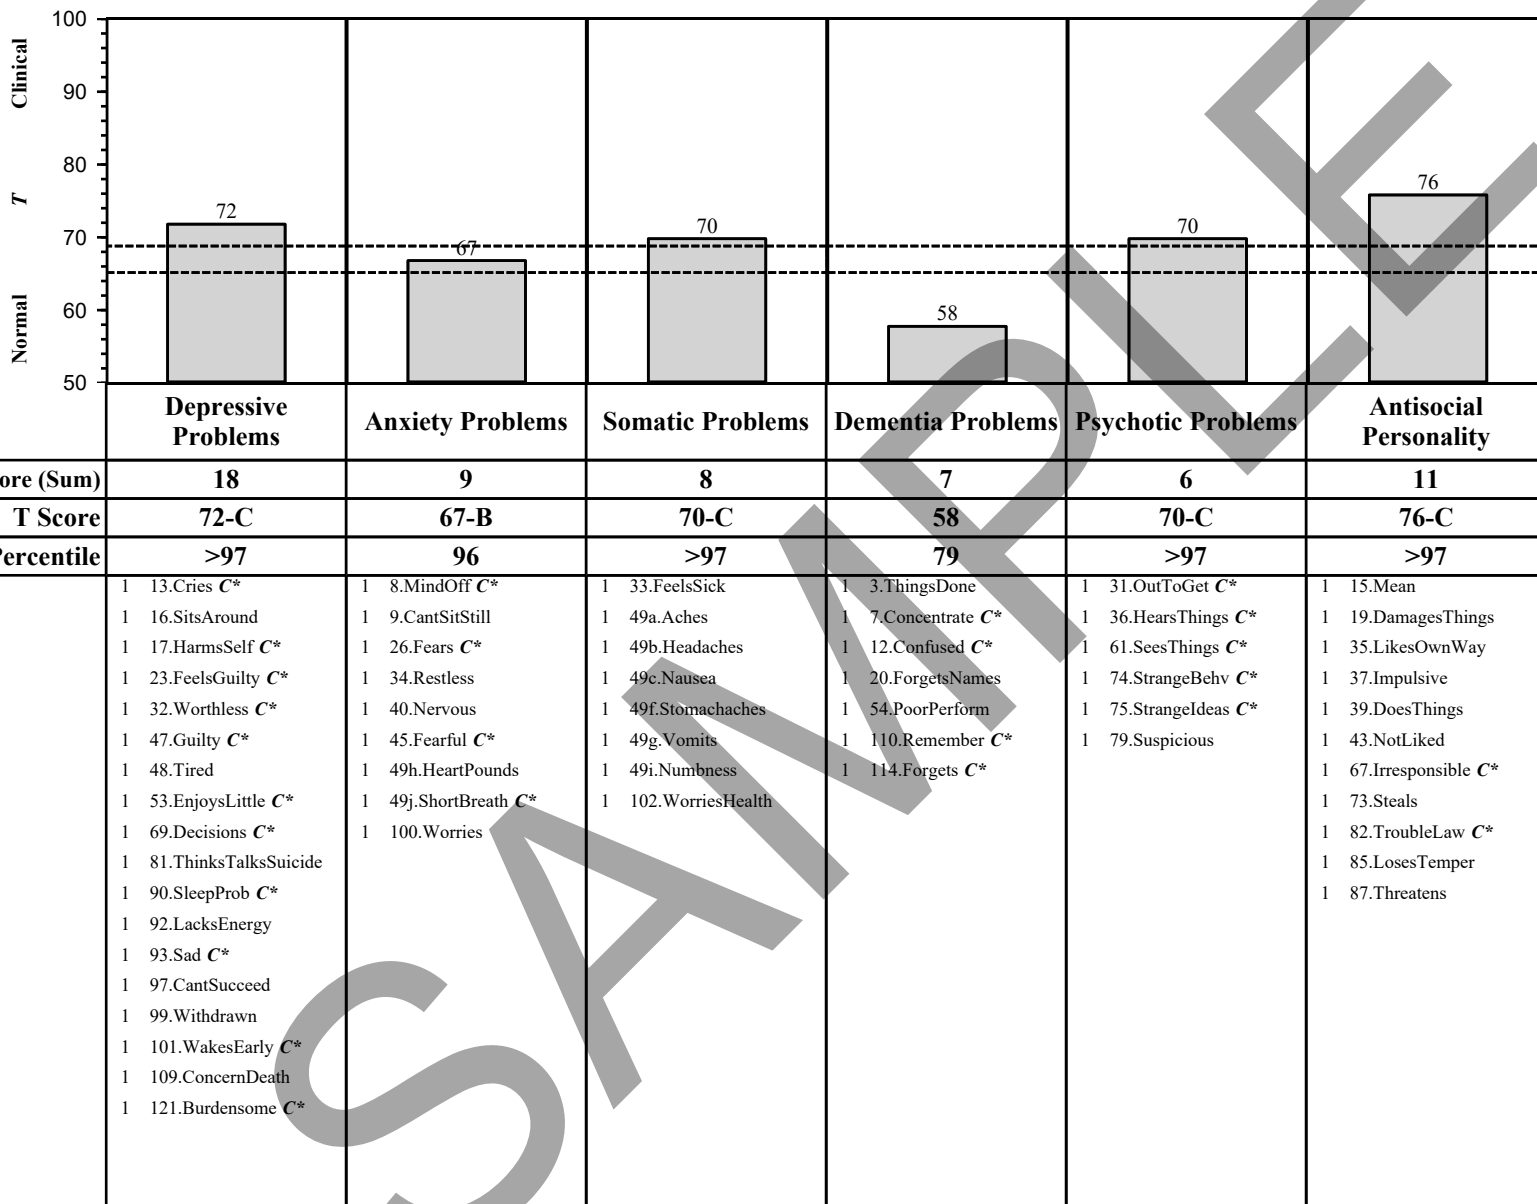 100
90
80
70
60
50
Clinical
T
Normal
72
67
70
58
70
76
Depressive Problems
Anxiety Problems
Somatic Problems
Dementia Problems
Psychotic Problems
Antisocial Personality
ore (Sum) 18 9 8 7 6 11
T Score 72-C 67-B 70-C 58 70-C 76-C
Percentile >97 96 >97 79 >97 >97
1 13.Cries C*
1 16.SitsAround
1 17.HarmsSelf C*
1 23.FeelsGuilty C*
1 32.Worthless C*
1 47.Guilty C*
1 48.Tired
1 53.EnjoysLittle C*
1 69.Decisions C*
1 81.ThinksTalksSuicide
1 90.SleepProb C*
1 92.LacksEnergy
1 93.Sad C*
1 97.CantSucceed
1 99.Withdrawn
1 101.WakesEarly C*
1 109.ConcernDeath
1 121.Burdensome C*
1 8.MindOff C*
1 9.CantSitStill
1 26.Fears C*
1 34.Restless
1 40.Nervous
1 45.Fearful C*
1 49h.HeartPounds
1 49j.ShortBreath C*
1 100.Worries
1 33.FeelsSick
1 49a.Aches
1 49b.Headaches
1 49c.Nausea
1 49f.Stomachaches
1 49g.Vomits
1 49i.Numbness
1 102.WorriesHealth
1 3.ThingsDone
1 7.Concentrate C*
1 12.Confused C*
1 20.ForgetsNames
1 54.PoorPerform
1 110.Remember C*
1 114.Forgets C*
1 31.OutToGet C*
1 36.HearsThings C*
1 61.SeesThings C*
1 74.StrangeBehv C*
1 75.StrangeIdeas C*
1 79.Suspicious
1 15.Mean
1 19.DamagesThings
1 35.LikesOwnWay
1 37.Impulsive
1 39.DoesThings
1 43.NotLiked
1 67.Irresponsible C*
1 73.Steals
1 82.TroubleLaw C*
1 85.LosesTemper
1 87.Threatens
SAMPLE